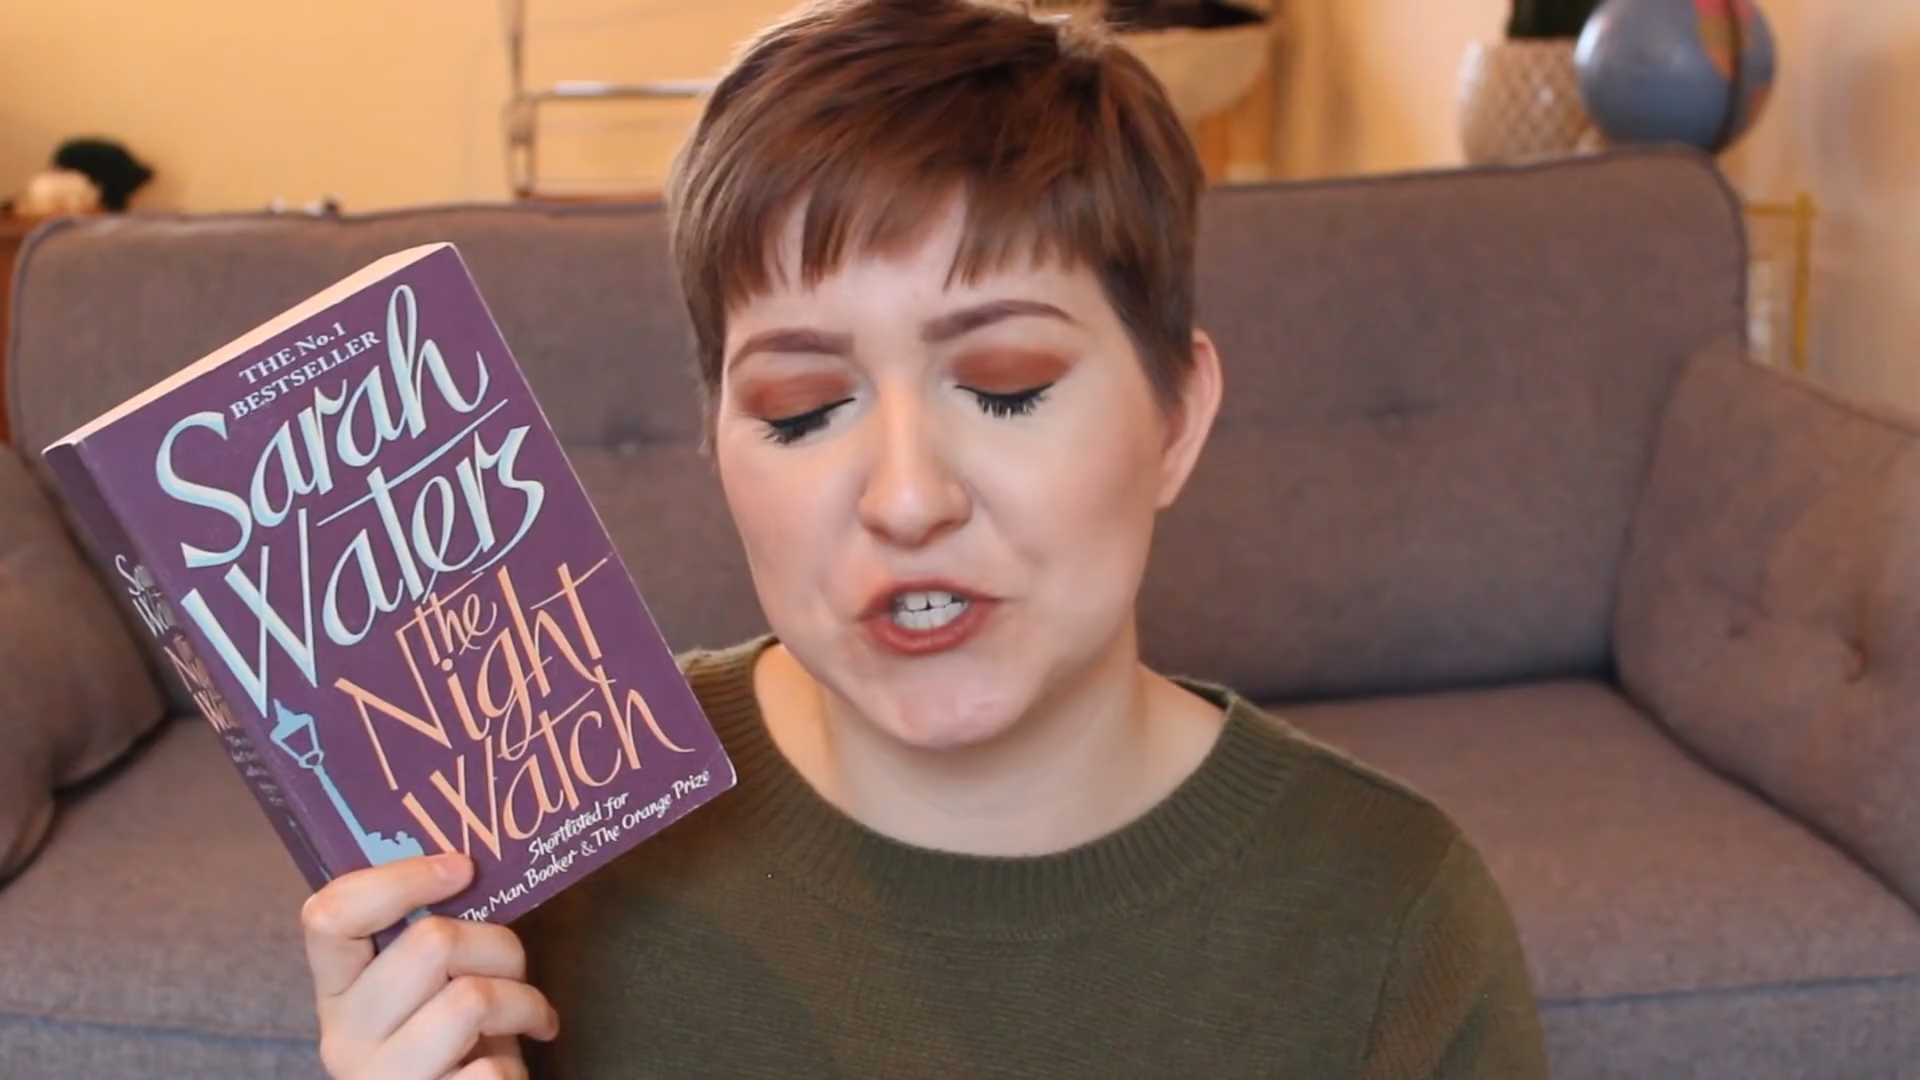 THE No.1
BESTSELLER
Sarah
Waters
The
Night
Watch
Shortlisted for
The Man Booker & The Orange Prize